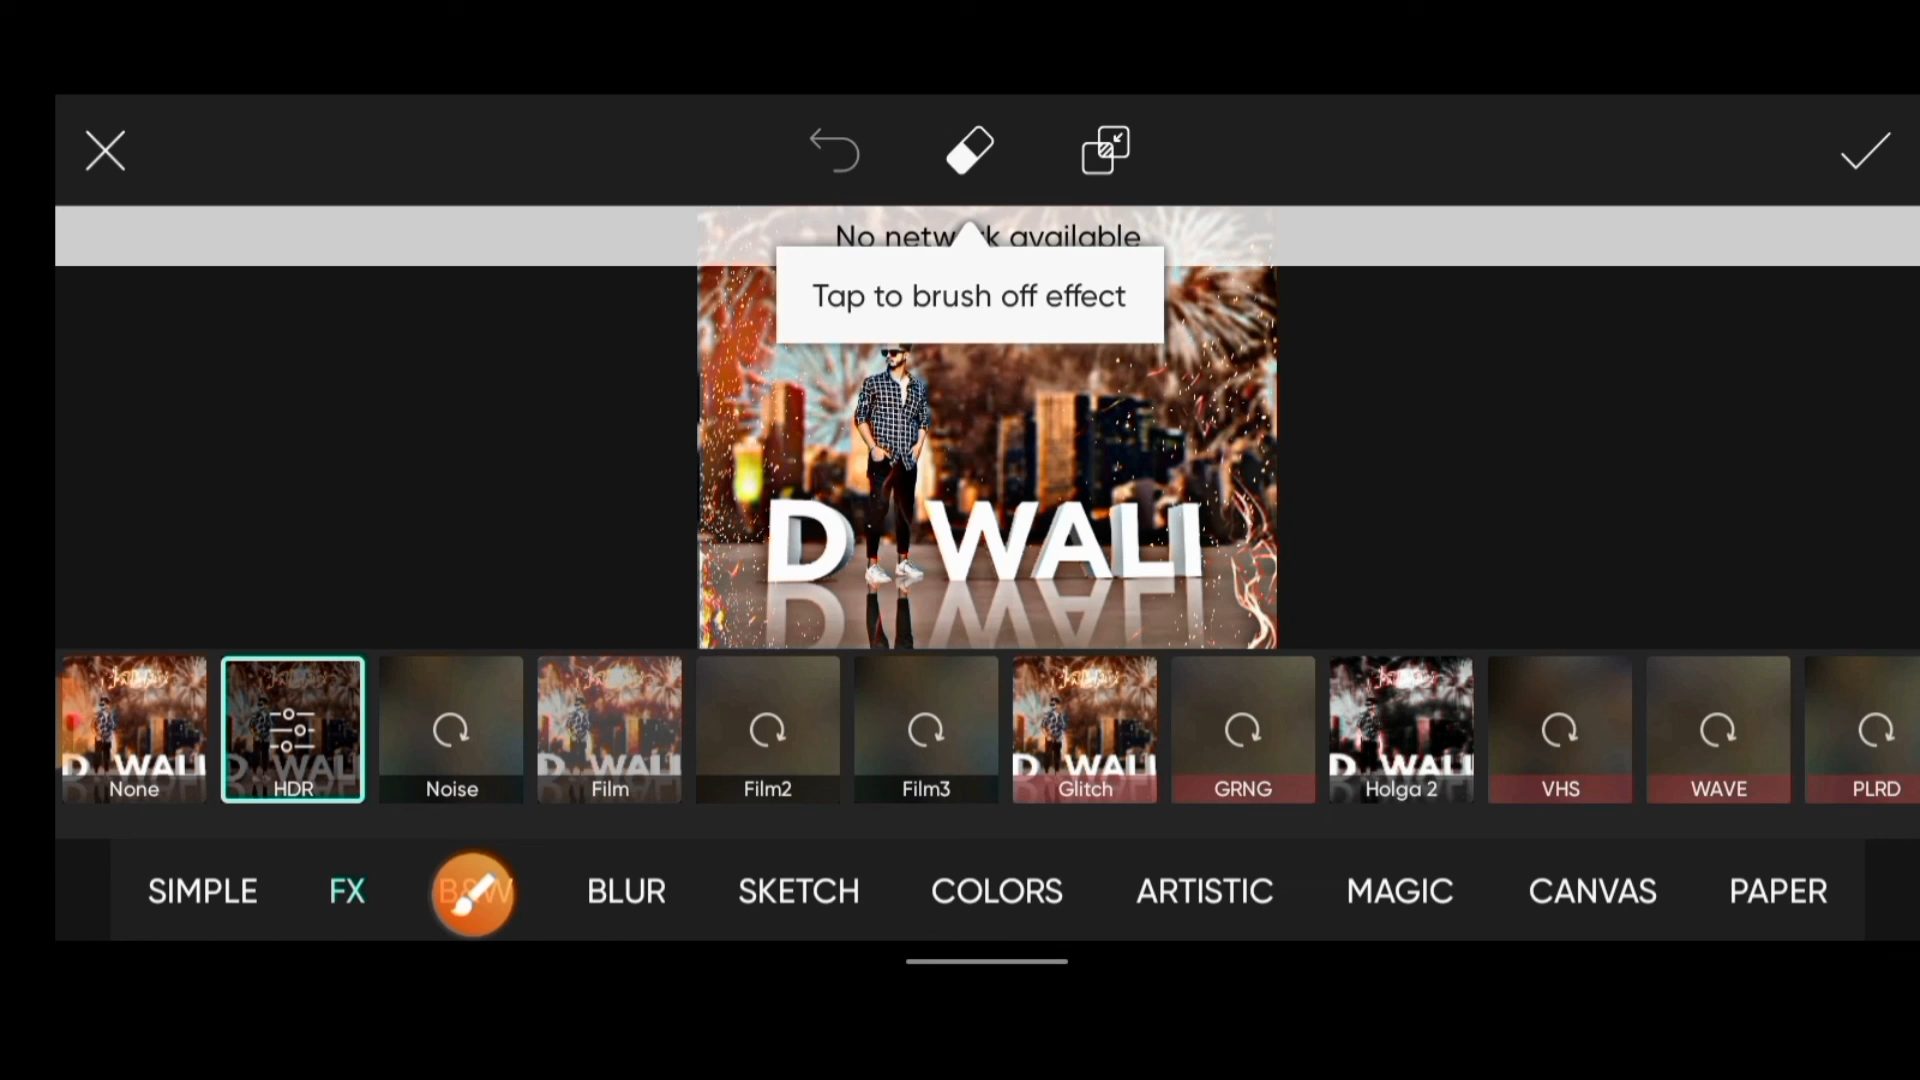 No netw k available
Tap to brush off effect
D WALI
None
HDR
Noise
Film
Film2
Film3
Glitch
GRNG
Holga 2
VHS
WAVE
PLRD
SIMPLE
FX
B&W
BLUR
SKETCH
COLORS
ARTISTIC
MAGIC
CANVAS
PAPER